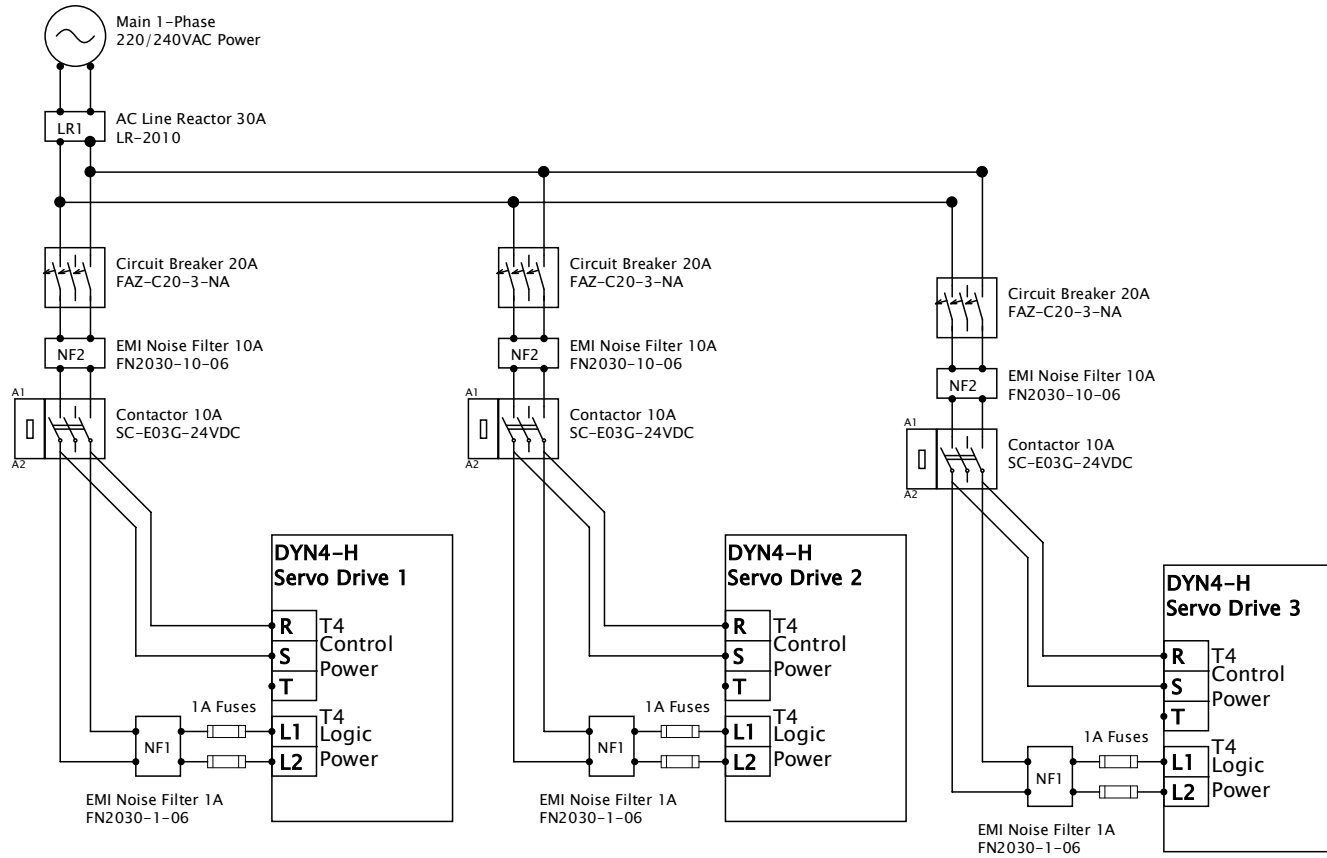 Main 1-Phase
220/240VAC Power
LR1
AC Line Reactor 30A
LR-2010
Circuit Breaker 20A
FAZ-C20-3-NA
NF2
EMI Noise Filter 10A
FN2030-10-06
A1
A2
Contactor 10A
SC-E03G-24VDC
DYN4-H
Servo Drive 1
R
S
T
T4
Control
Power
1A Fuses
L1
L2
T4
Logic
Power
NF1
EMI Noise Filter 1A
FN2030-1-06
Circuit Breaker 20A
FAZ-C20-3-NA
NF2
EMI Noise Filter 10A
FN2030-10-06
A1
A2
Contactor 10A
SC-E03G-24VDC
DYN4-H
Servo Drive 2
R
S
T
T4
Control
Power
1A Fuses
L1
L2
T4
Logic
Power
NF1
EMI Noise Filter 1A
FN2030-1-06
Circuit Breaker 20A
FAZ-C20-3-NA
NF2
EMI Noise Filter 10A
FN2030-10-06
A1
A2
Contactor 10A
SC-E03G-24VDC
DYN4-H
Servo Drive 3
R
S
T
T4
Control
Power
1A Fuses
L1
L2
T4
Logic
Power
NF1
EMI Noise Filter 1A
FN2030-1-06